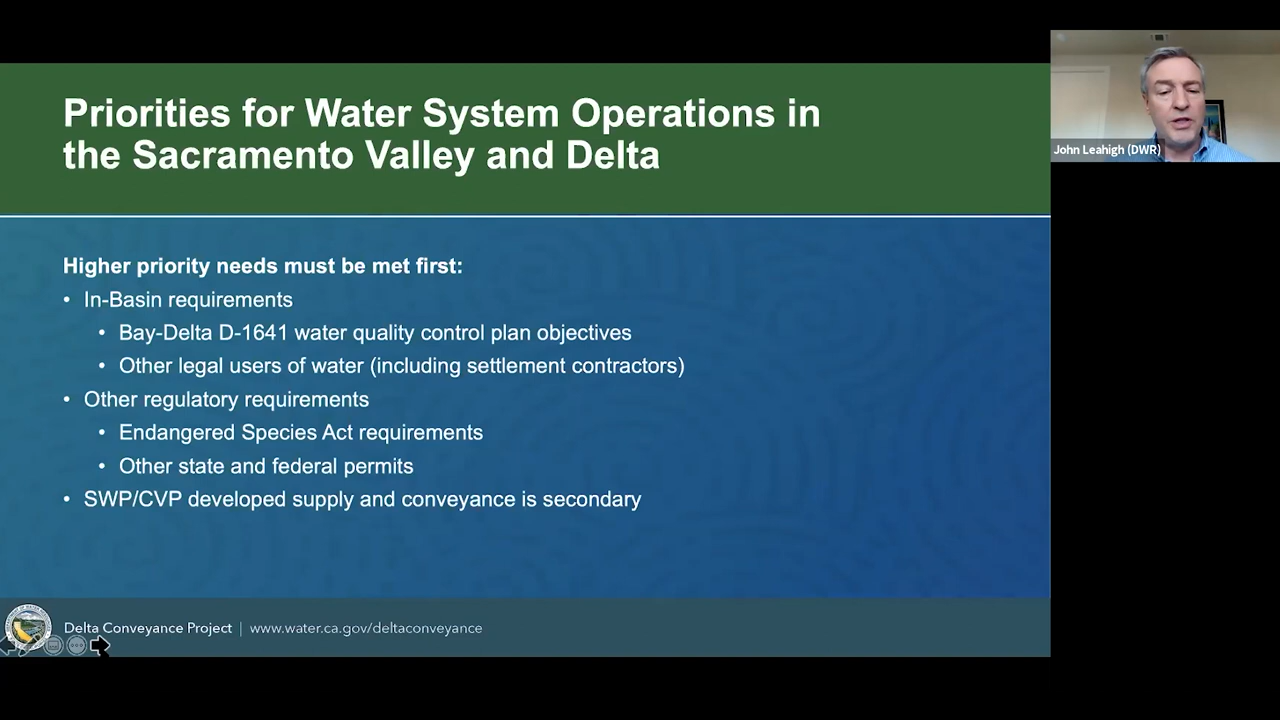 Priorities for Water System Operations in
the Sacramento Valley and Delta
John Leahigh (DWR)
Higher priority needs must be met first:
• In-Basin requirements
• Bay-Delta D-1641 water quality control plan objectives
• Other legal users of water (including settlement contractors)
• Other regulatory requirements
• Endangered Species Act requirements
• Other state and federal permits
• SWP/CVP developed supply and conveyance is secondary
Delta Conveyance Project | www.water.ca.gov/deltaconveyance